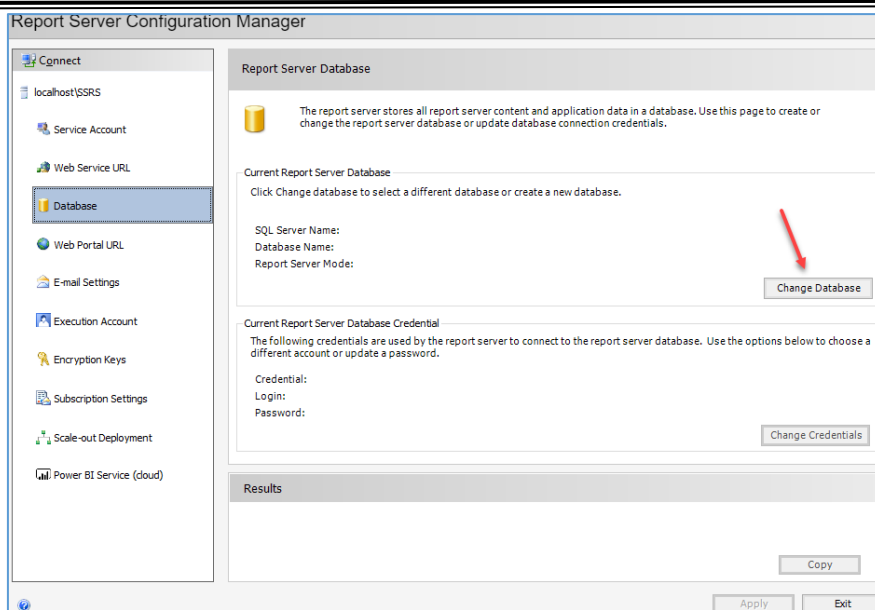 Report Server Configuration Manager
Connect
localhost\SSRS
Service Account
Web Service URL
Database
Web Portal URL
E-mail Settings
Execution Account
Encryption Keys
Subscription Settings
Scale-out Deployment
Power BI Service (cloud)
Report Server Database
The report server stores all report server content and application data in a database. Use this page to create or
change the report server database or update database connection credentials.
Current Report Server Database
Click Change database to select a different database or create a new database.
SQL Server Name:
Database Name:
Report Server Mode:
Change Database
Current Report Server Database Credential
The following credentials are used by the report server to connect to the report server database.  Use the options below to choose a
different account or update a password.
Credential:
Login:
Password:
Change Credentials
Results
Copy
Apply
Exit